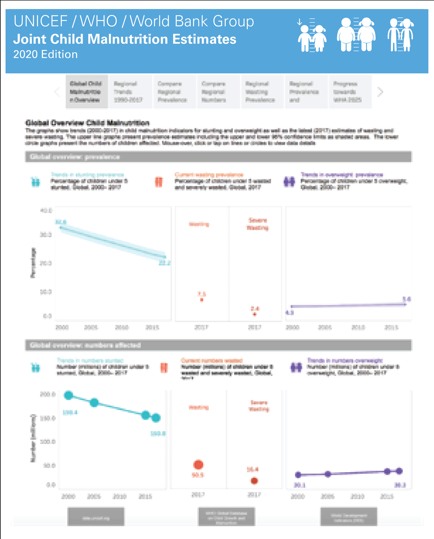 UNICEF / WHO / World Bank Group
Joint Child Malnutrition Estimates
2020 Edition
Global Child
Malnutritio
n Overview
Regional
Trends
1990-2017
Compare
Regional
Prevalence
Compare
Regional
Numbers
Regional
Wasting
Prevalence
Regional
Prevalence
and
Progress
towards
WHA 2025
Global Overview Child Malnutrition
The graphs show trends (2000-2017) in child malnutrition indicators for stunting and overweight as well as the latest (2017) estimates of wasting and
severe wasting. The upper line graphs present prevalence estimates including the upper and lower 95% confidence limits as shaded areas. The lower
circle graphs present the numbers of children affected. Mouse-over, click or tap on lines or circles to view data details
Global overview: prevalence
Trends in stunting prevalence
Percentage of children under 5
stunted, Global, 2000- 2017
Current wasting prevalence
Percentage of children under 5 wasted
and severely wasted, Global, 2017
Trends in overweight prevalence
Percentage of children under 5 overweight,
Global, 2000- 2017
Percentage
40.0
30.0
20.0
10.0
0.0
22.2
Wasting
Severe
Wasting
7.5
2.4
4.3
5.6
2000 2005 2010 2015
2017 2017
2000 2005 2010 2015
Global overview: numbers affected
Trends in numbers stunted
Number (millions) of children under 5
stunted, Global, 2000- 2017
Current numbers wasted
Number (millions) of children under 5
wasted and severely wasted, Global,
2017
Trends in numbers overweight
Number (millions) of children under 5
overweight, Global, 2000- 2017
Number (millions)
200.0
150.0
100.0
50.0
0.0
198.4
150.8
Wasting
Severe
Wasting
50.5
16.4
30.1
38.3
2000 2005 2010 2015
2017 2017
2000 2005 2010 2015
data.unicef.org
WHO Global Database
on Child Growth and
Malnutrition
World Development
Indicators (WDI)